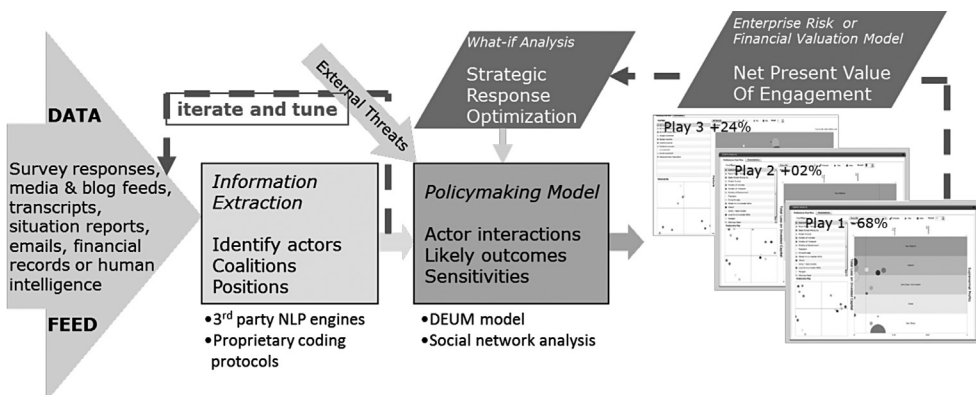 DATA
Survey responses,
media & blog feeds,
transcripts,
situation reports,
emails, financial
records or human
intelligence
FEED
iterate and tune
External Threats
Information
Extraction
Identify actors
Coalitions
Positions
•3rd party NLP engines
•Proprietary coding
protocols
What-if Analysis
Strategic
Response
Optimization
Policymaking Model
Actor interactions
Likely outcomes
Sensitivities
•DEUM model
•Social network analysis
Enterprise Risk or
Financial Valuation Model
Net Present Value
Of Engagement
Play 3 +24%
Play 2 +02%
Play 1 -68%